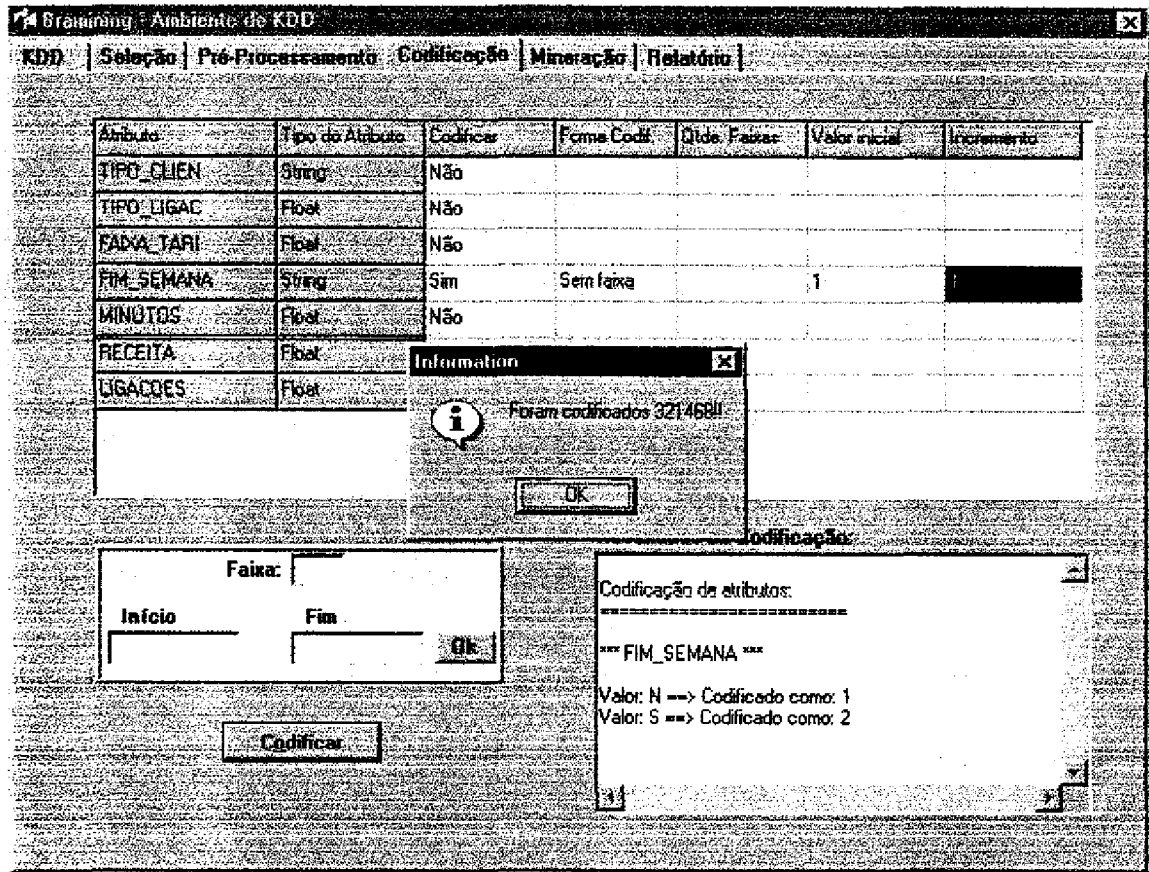 Bramining - Ambiente de KDD
KDD Seleção Pré-Processamento Codificação Mineração Relatório
Atributo Tipo do Atributo Codificar Forma Codif. Qtde. Faixas Valor inicial Incremento
TIPO_CLIEN String Não
TIPO_LIGAC Float Não
FAIXA_TARI Float Não
FIM_SEMANA String Sim Sem faixa 1 1
MINUTOS Float Não
RECEITA Float
LIGACOES Float
Information
Foram codificados 321468!!
OK
odificação:
Faixa:
Início Fim
Ok
Codificar
Codificação de atributos:
==========================
*** FIM_SEMANA ***
Valor: N ==> Codificado como: 1
Valor: S ==> Codificado como: 2